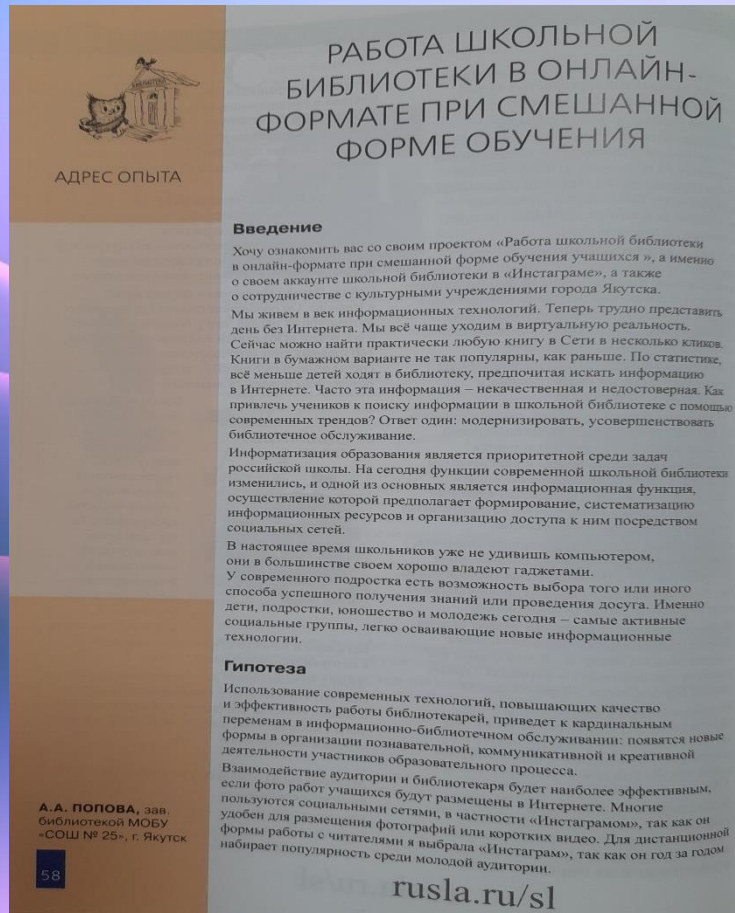 РАБОТА ШКОЛЬНОЙ
БИБЛИОТЕКИ В ОНЛАЙН-
ФОРМАТЕ ПРИ СМЕШАННОЙ
ФОРМЕ ОБУЧЕНИЯ
БИБЛИОТЕКА
АДРЕС ОПЫТА
Введение
Хочу ознакомить вас со своим проектом «Работа школьной библиотеки
в онлайн-формате при смешанной форме обучения учащихся », а именно
о своем аккаунте школьной библиотеки в «Инстаграме», а также
о сотрудничестве с культурными учреждениями города Якутска.
Мы живем в век информационных технологий. Теперь трудно представить
день без Интернета. Мы всё чаще уходим в виртуальную реальность.
Сейчас можно найти практически любую книгу в Сети в несколько кликов.
Книги в бумажном варианте не так популярны, как раньше. По статистике,
всё меньше детей ходят в библиотеку, предпочитая искать информацию
в Интернете. Часто эта информация – некачественная и недостоверная. Как
привлечь учеников к поиску информации в школьной библиотеке с помощью
современных трендов? Ответ один: модернизировать, усовершенствовать
библиотечное обслуживание.
Информатизация образования является приоритетной среди задач
российской школы. На сегодня функции современной школьной библиотеки
изменились, и одной из основных является информационная функция,
осуществление которой предполагает формирование, систематизацию
информационных ресурсов и организацию доступа к ним посредством
социальных сетей.
В настоящее время школьников уже не удивишь компьютером,
они в большинстве своем хорошо владеют гаджетами.
У современного подростка есть возможность выбора того или иного
способа успешного получения знаний или проведения досуга. Именно
дети, подростки, юношество и молодежь сегодня – самые активные
социальные группы, легко осваивающие новые информационные
технологии.
Гипотеза
Использование современных технологий, повышающих качество
и эффективность работы библиотекарей, приведет к кардинальным
переменам в информационно-библиотечном обслуживании: появятся новые
формы в организации познавательной, коммуникативной и креативной
деятельности участников образовательного процесса.
Взаимодействие аудитории и библиотекаря будет наиболее эффективным,
если фото работ учащихся будут размещены в Интернете. Многие
пользуются социальными сетями, в частности «Инстаграмом», так как он
удобен для размещения фотографий или коротких видео. Для дистанционной
формы работы с читателями я выбрала «Инстаграм», так как он год за годом
набирает популярность среди молодой аудитории.
А.А. ПОПОВА, зав.
библиотекой МОБУ
«СОШ № 25», г. Якутск
58
rusla.ru/sl